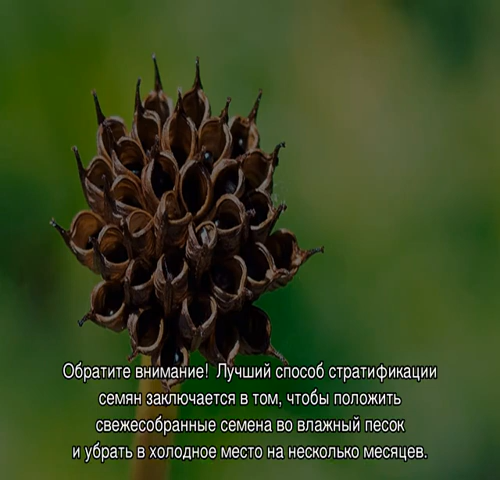 Обратите внимание! Лучший способ стратификации
семян заключается в том, чтобы положить
свежесобранные семена во влажный песок
и убрать в холодное место на несколько месяцев.